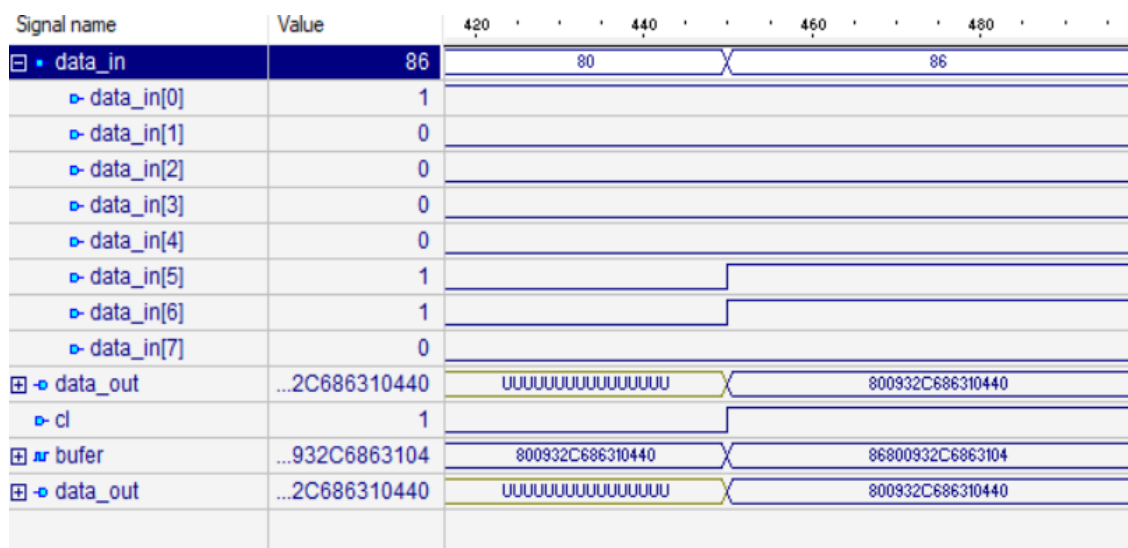 Signal name Value 420 440 460 480
data_in 86 80 86
data_in[0] 1
data_in[1] 0
data_in[2] 0
data_in[3] 0
data_in[4] 0
data_in[5] 1
data_in[6] 1
data_in[7] 0
data_out ...2C686310440 UUUUUUUUUUUUUUUU 800932C686310440
cl 1
bufer ...932C6863104 800932C686310440 86800932C6863104
data_out ...2C686310440 UUUUUUUUUUUUUUUU 800932C686310440